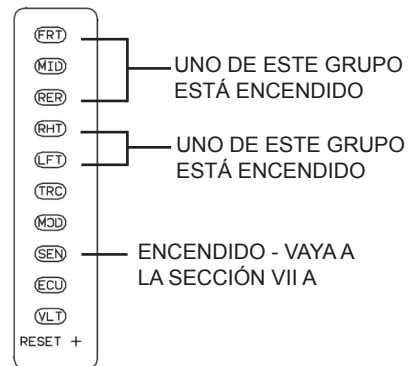 FRT
MID
RER
RHT
LFT
TRC
MOD
SEN
ECU
VLT
RESET +
UNO DE ESTE GRUPO
ESTÁ ENCENDIDO
UNO DE ESTE GRUPO
ESTÁ ENCENDIDO
ENCENDIDO - VAYA A
LA SECCIÓN VII A